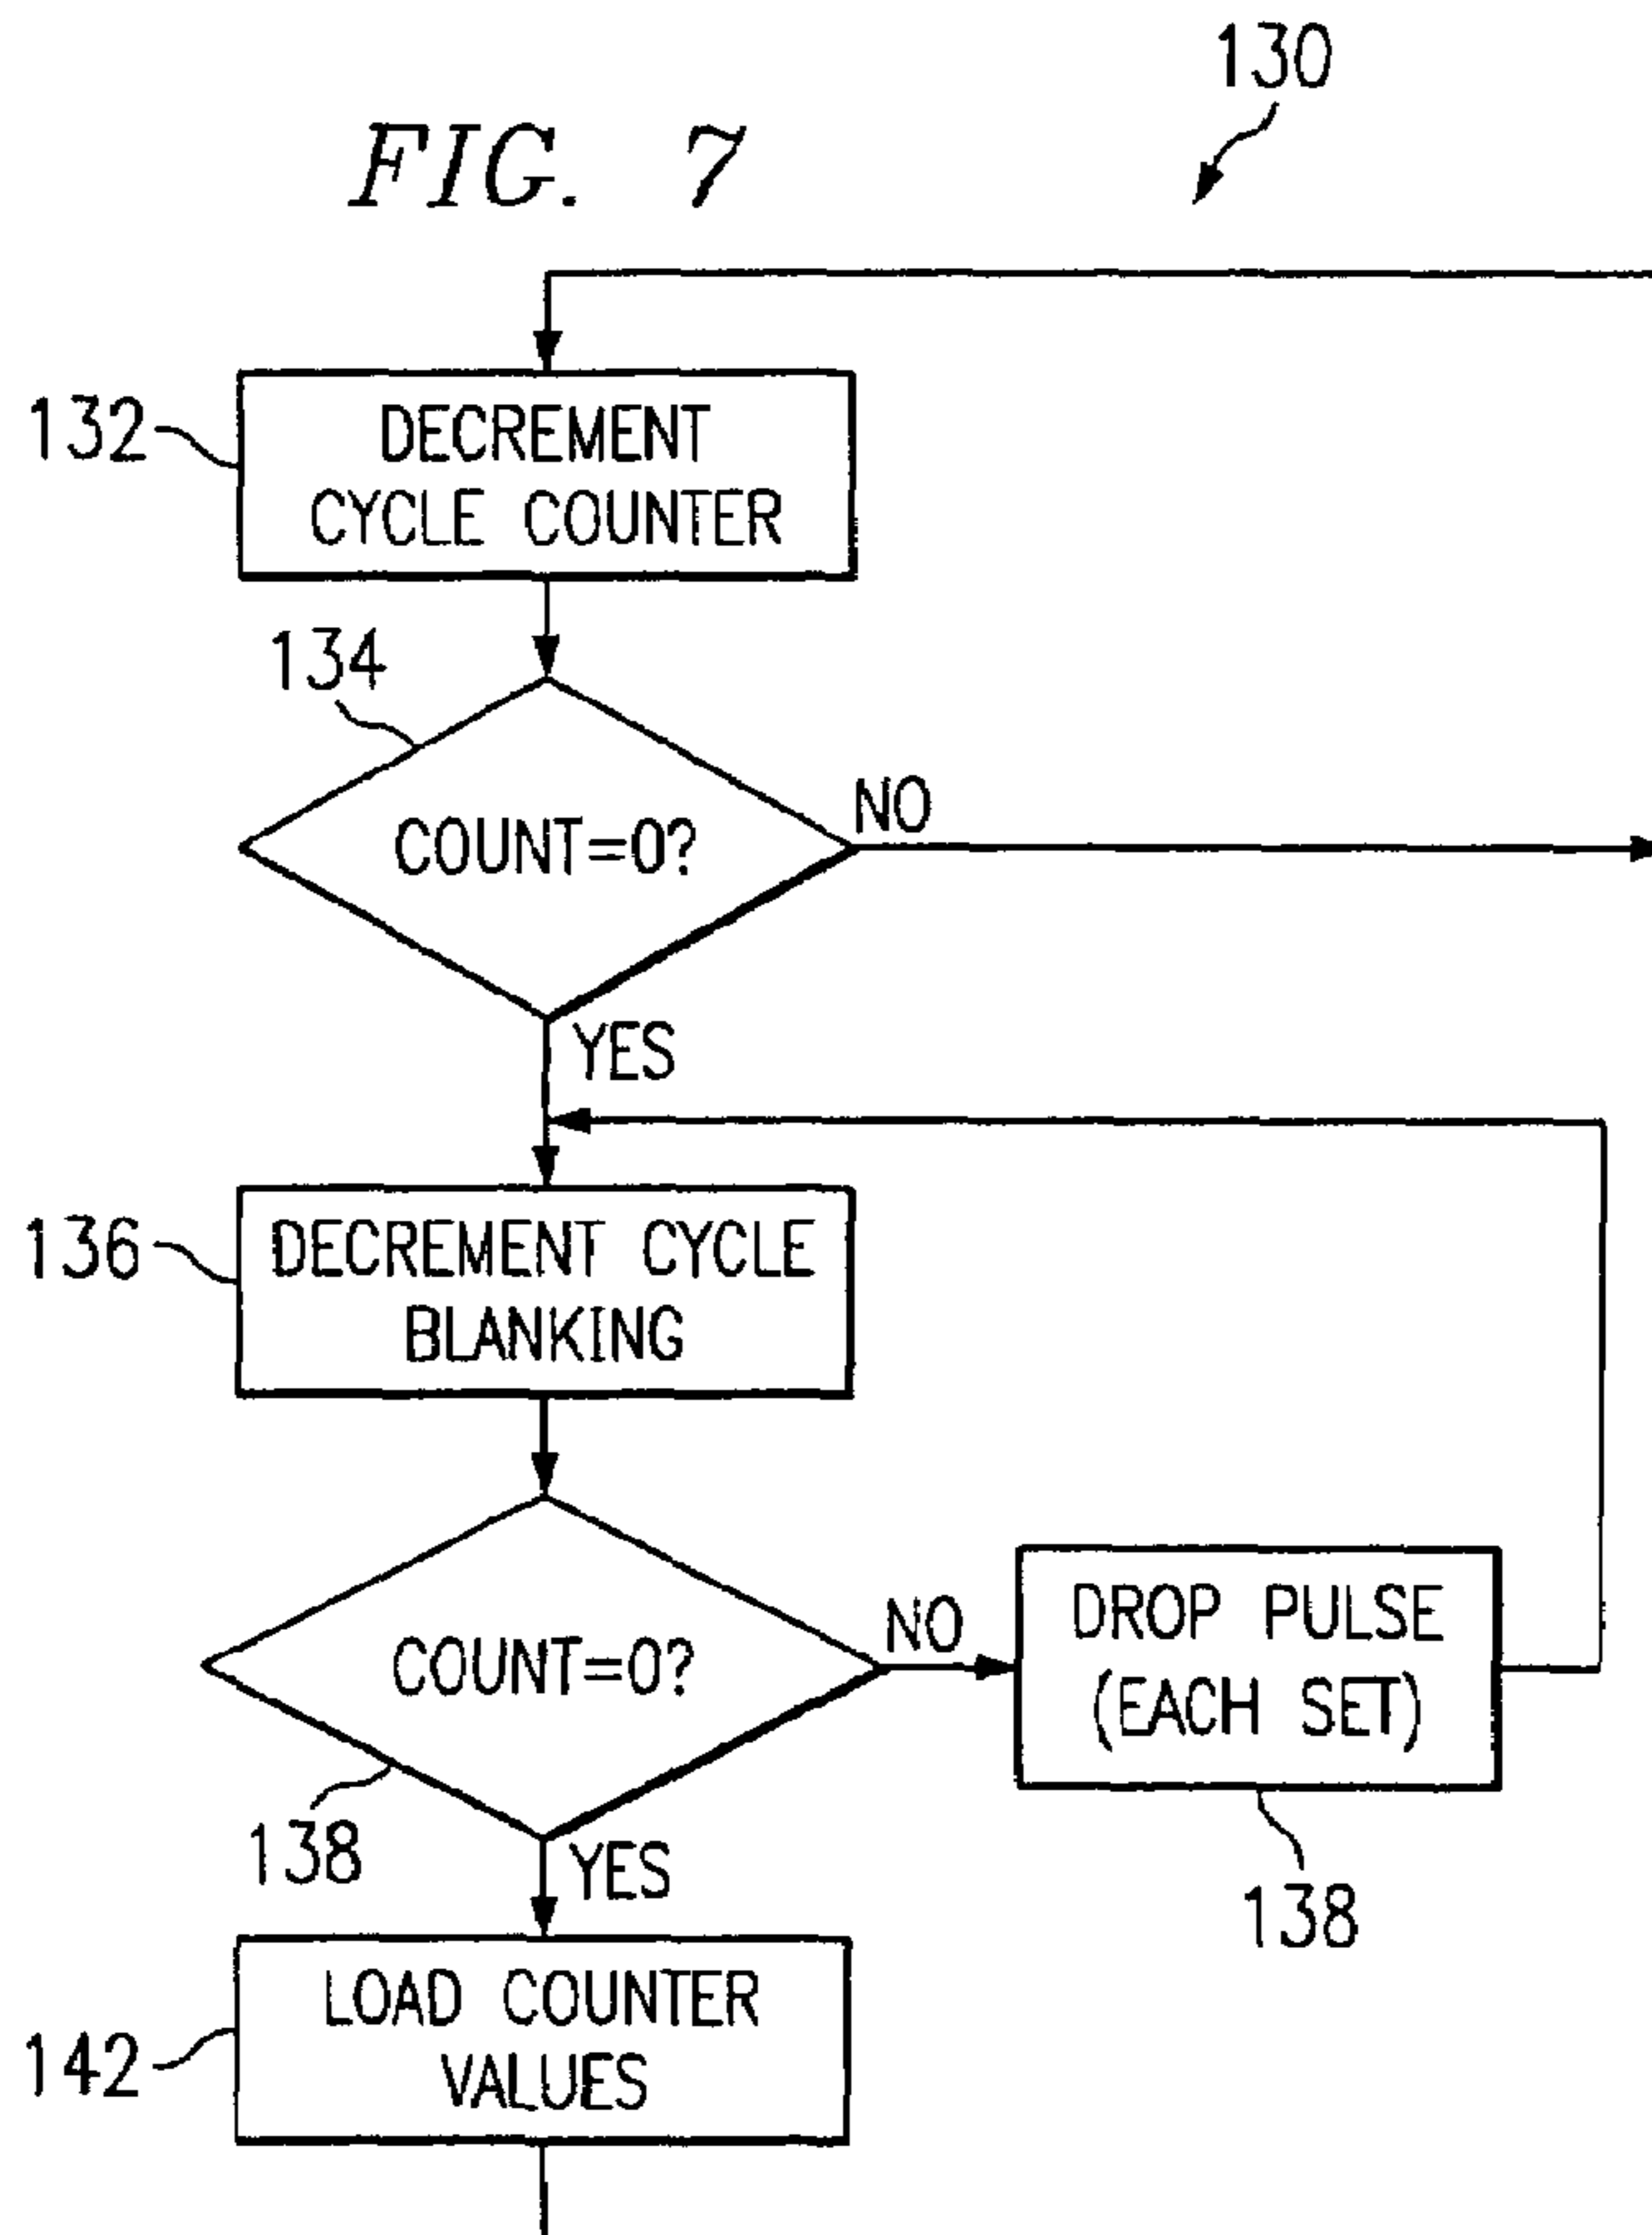 130
FIG. 7
132
DECREMENT
CYCLE COUNTER
134
COUNT=0?
NO
YES
136
DECREMENT CYCLE
BLANKING
COUNT=0?
NO
DROP PULSE
(EACH SET)
138
YES
138
LOAD COUNTER
VALUES
142